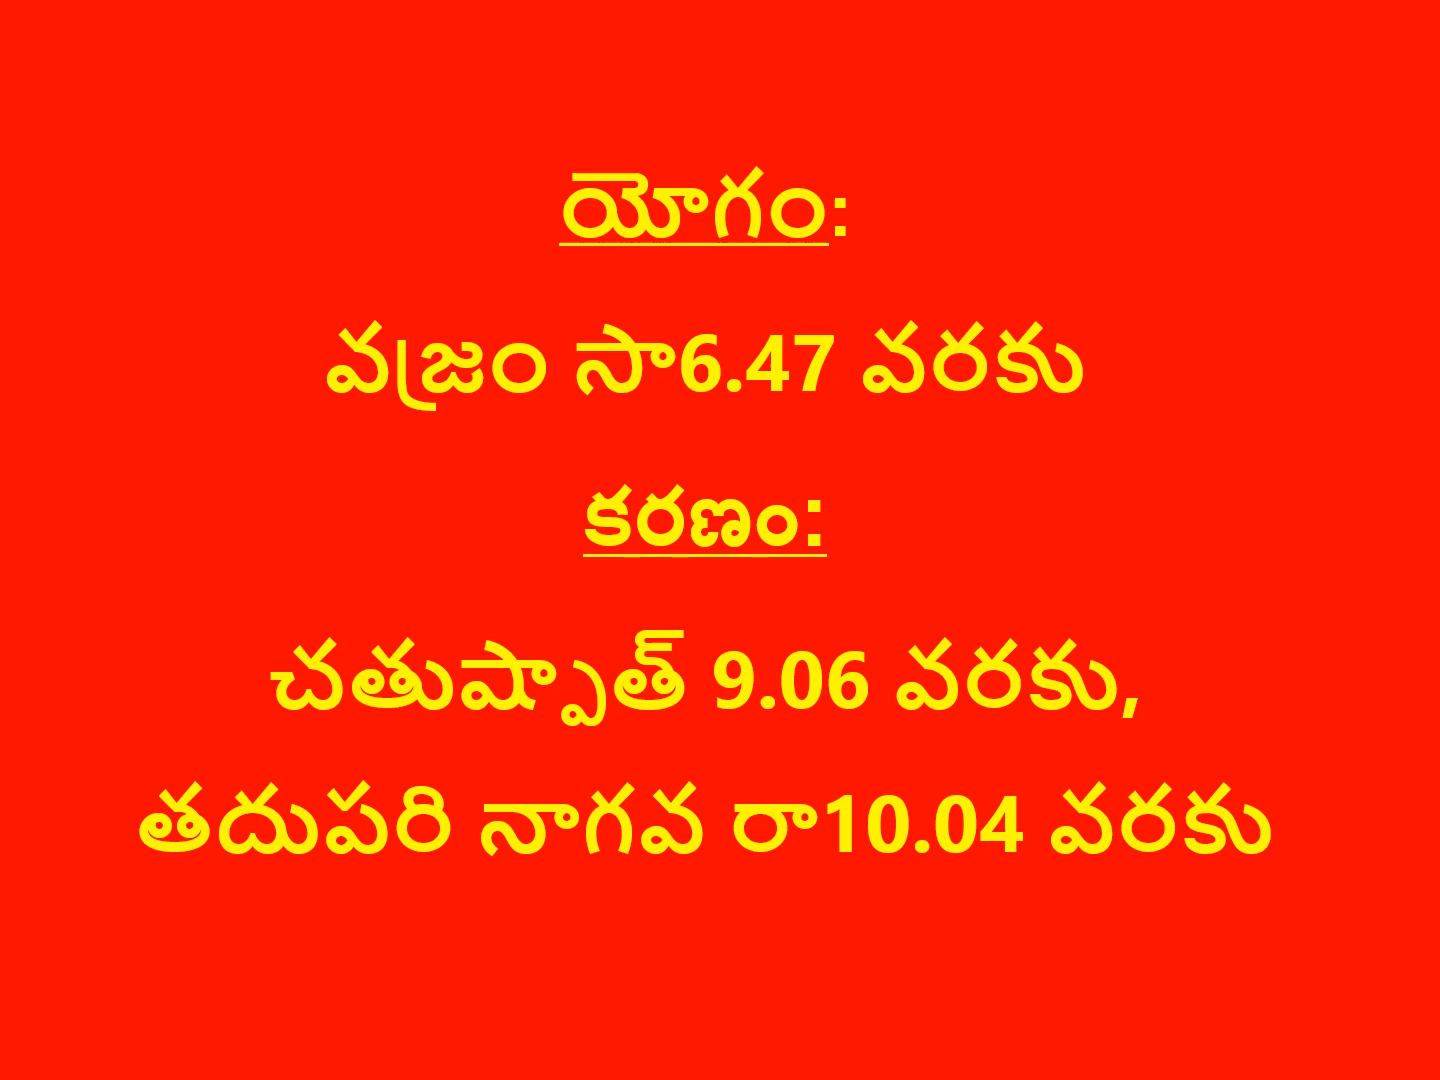 యోగం:
వజ్రం సా6.47 వరకు
కరణం:
చతుష్పాత్ 9.06 వరకు,
తదుపరి నాగవ రా10.04 వరకు